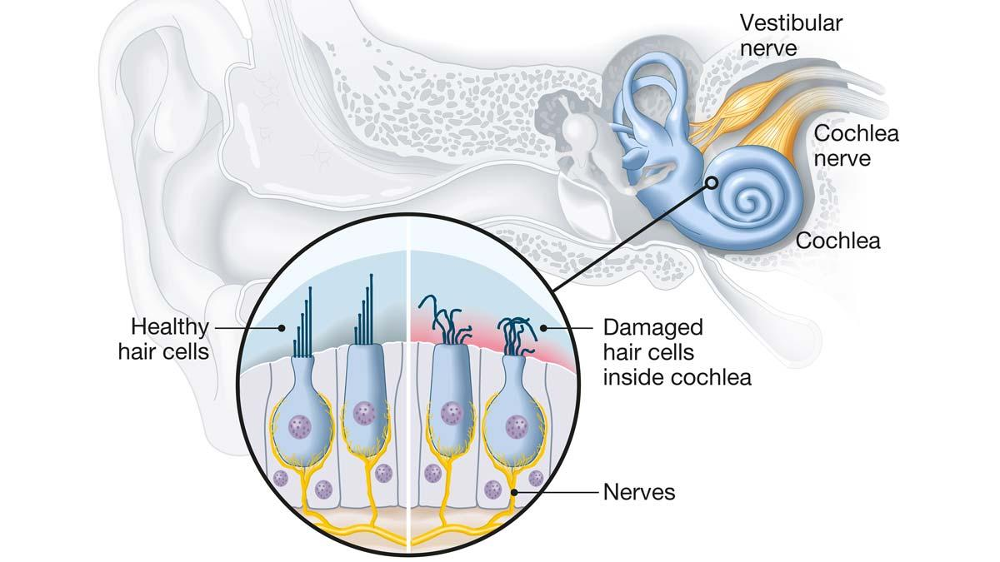 Vestibular
nerve
Cochlea
nerve
Cochlea
Healthy
hair cells
Damaged
hair cells
inside cochlea
Nerves